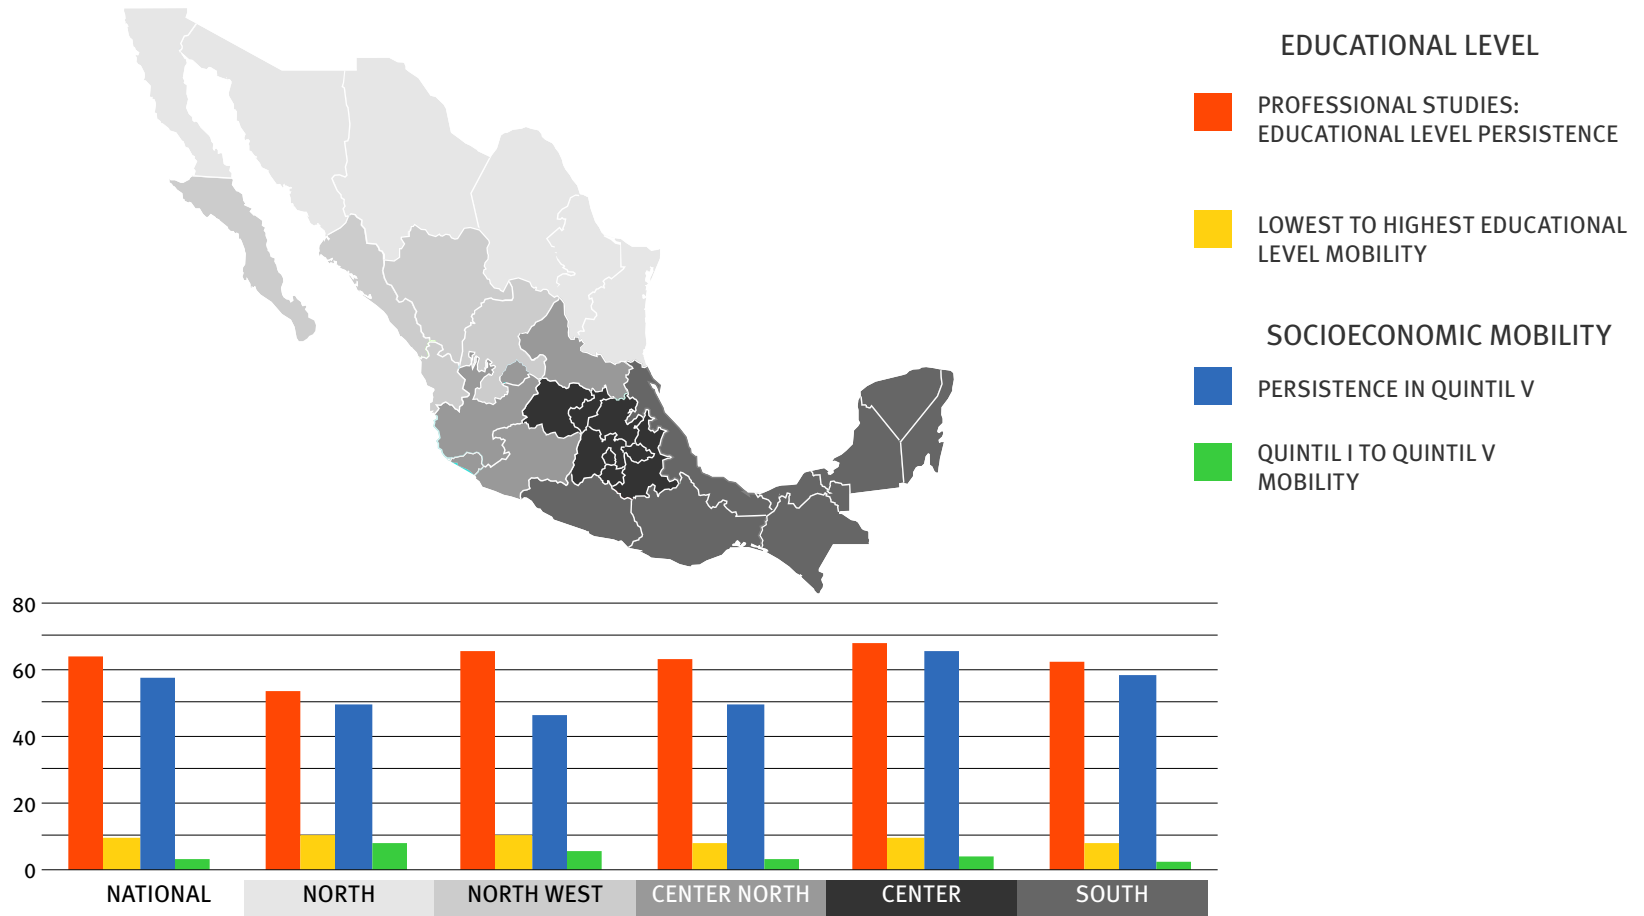 EDUCATIONAL LEVEL
PROFESSIONAL STUDIES:
EDUCATIONAL LEVEL PERSISTENCE
LOWEST TO HIGHEST EDUCATIONAL
LEVEL MOBILITY
SOCIOECONOMIC MOBILITY
PERSISTENCE IN QUINTIL V
QUINTIL I TO QUINTIL V
MOBILITY
80
60
40
20
0
NATIONAL
NORTH
NORTH WEST
CENTER NORTH
CENTER
SOUTH